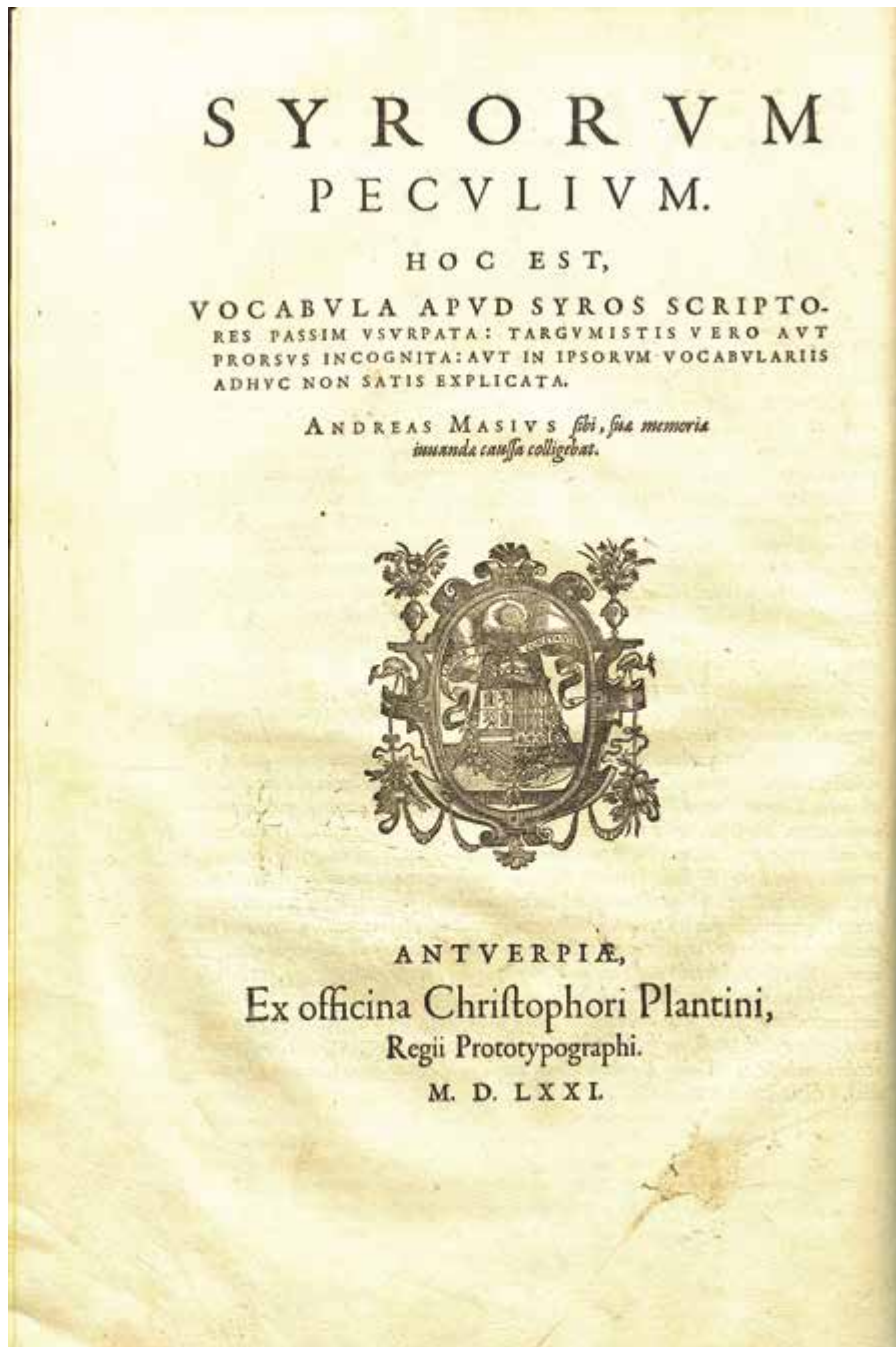 SYRORVM
PECVLIVM.
HOC EST,
VOCABVLA APVD SYROS SCRIPTO-
RES PASSIM VSVRPATA: TARGVMISTIS VERO AVT
PRORSVS INCOGNITA: AVT IN IPSORVM VOCABVLARIIS
ADHVC NON SATIS EXPLICATA.
ANDREAS MASIVS ſibi, ſuæ memoriæ
iuuandæ cauſſa colligebat.
ANTVERPIÆ,
Ex officina Chriſtophori Plantini,
Regii Prototypographi.
M. D. LXXI.